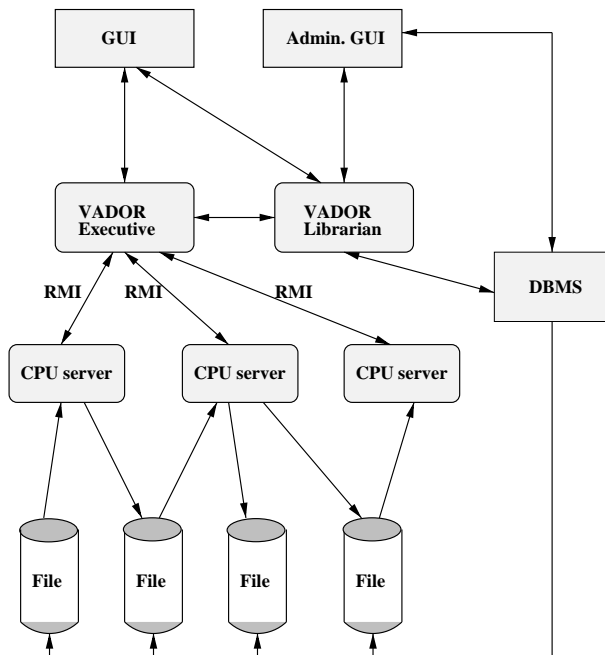 GUI
Admin. GUI
VADOR
Executive
VADOR
Librarian
DBMS
RMI
RMI
RMI
CPU server
CPU server
CPU server
File
File
File
File